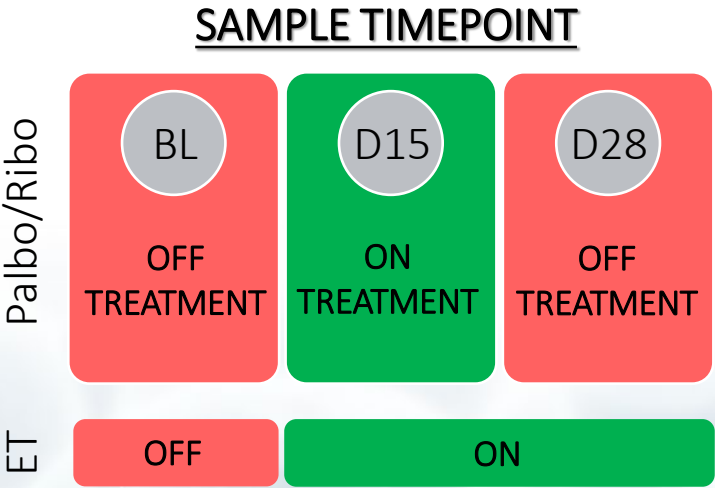 SAMPLE TIMEPOINT
Palbo/Ribo
BL
D15
D28
OFF
TREATMENT
ON
TREATMENT
OFF
TREATMENT
ET
OFF
ON